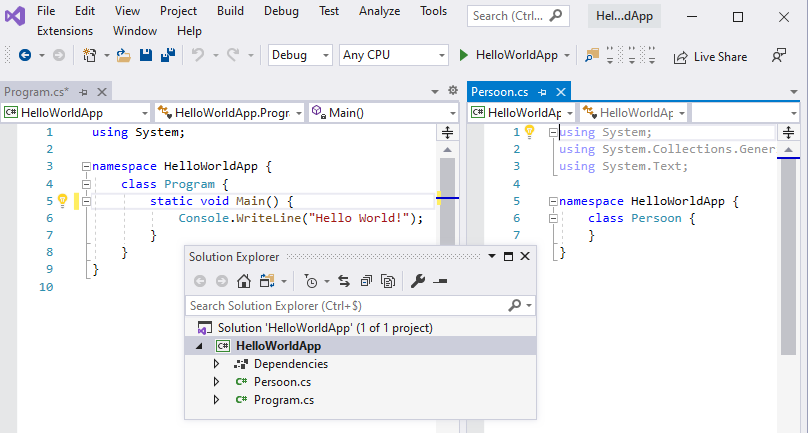 File Edit View Project Build Debug Test Analyze Tools
Search (Ctrl+Q)
Hel...dApp
Extensions Window Help
Debug Any CPU HelloWorldApp Live Share
Program.cs*
HelloWorldApp HelloWorldApp.Progra Main()
1 using System;
2
3 namespace HelloWorldApp {
4 class Program {
5 static void Main() {
6 Console.WriteLine("Hello World!");
7 }
8 }
9 }
10
Persoon.cs
HelloWorldAp HelloWorldAp
1 using System;
2 using System.Collections.Gener
3 using System.Text;
4
5 namespace HelloWorldApp {
6 class Persoon {
7 }
}
Solution Explorer
Search Solution Explorer (Ctrl+$)
Solution 'HelloWorldApp' (1 of 1 project)
C# HelloWorldApp
Dependencies
C# Persoon.cs
C# Program.cs